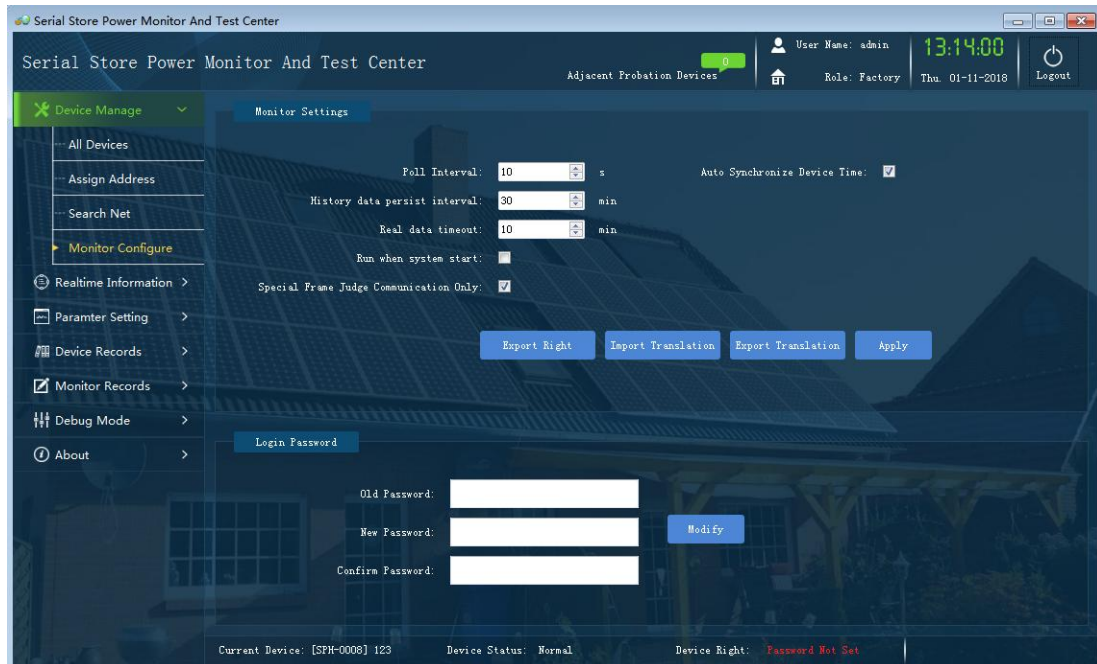 Serial Store Power Monitor And Test Center
Serial Store Power Monitor And Test Center
0
Adjacent Probation Devices
User Name: admin
Role: Factory
13:14:00
Thu. 01-11-2018
Logout
Device Manage
All Devices
Assign Address
Search Net
Monitor Configure
Realtime Information
Paramter Setting
Device Records
Monitor Records
Debug Mode
About
Monitor Settings
Poll Interval: 10 s
Auto Synchronize Device Time:
History data persist interval: 30 min
Real data timeout: 10 min
Run when system start:
Special Frame Judge Communication Only:
Export Right
Import Translation
Export Translation
Apply
Login Password
Old Password:
New Password:
Modify
Confirm Password:
Current Device: [SPH-0008] 123
Device Status: Normal
Device Right: Password Not Set